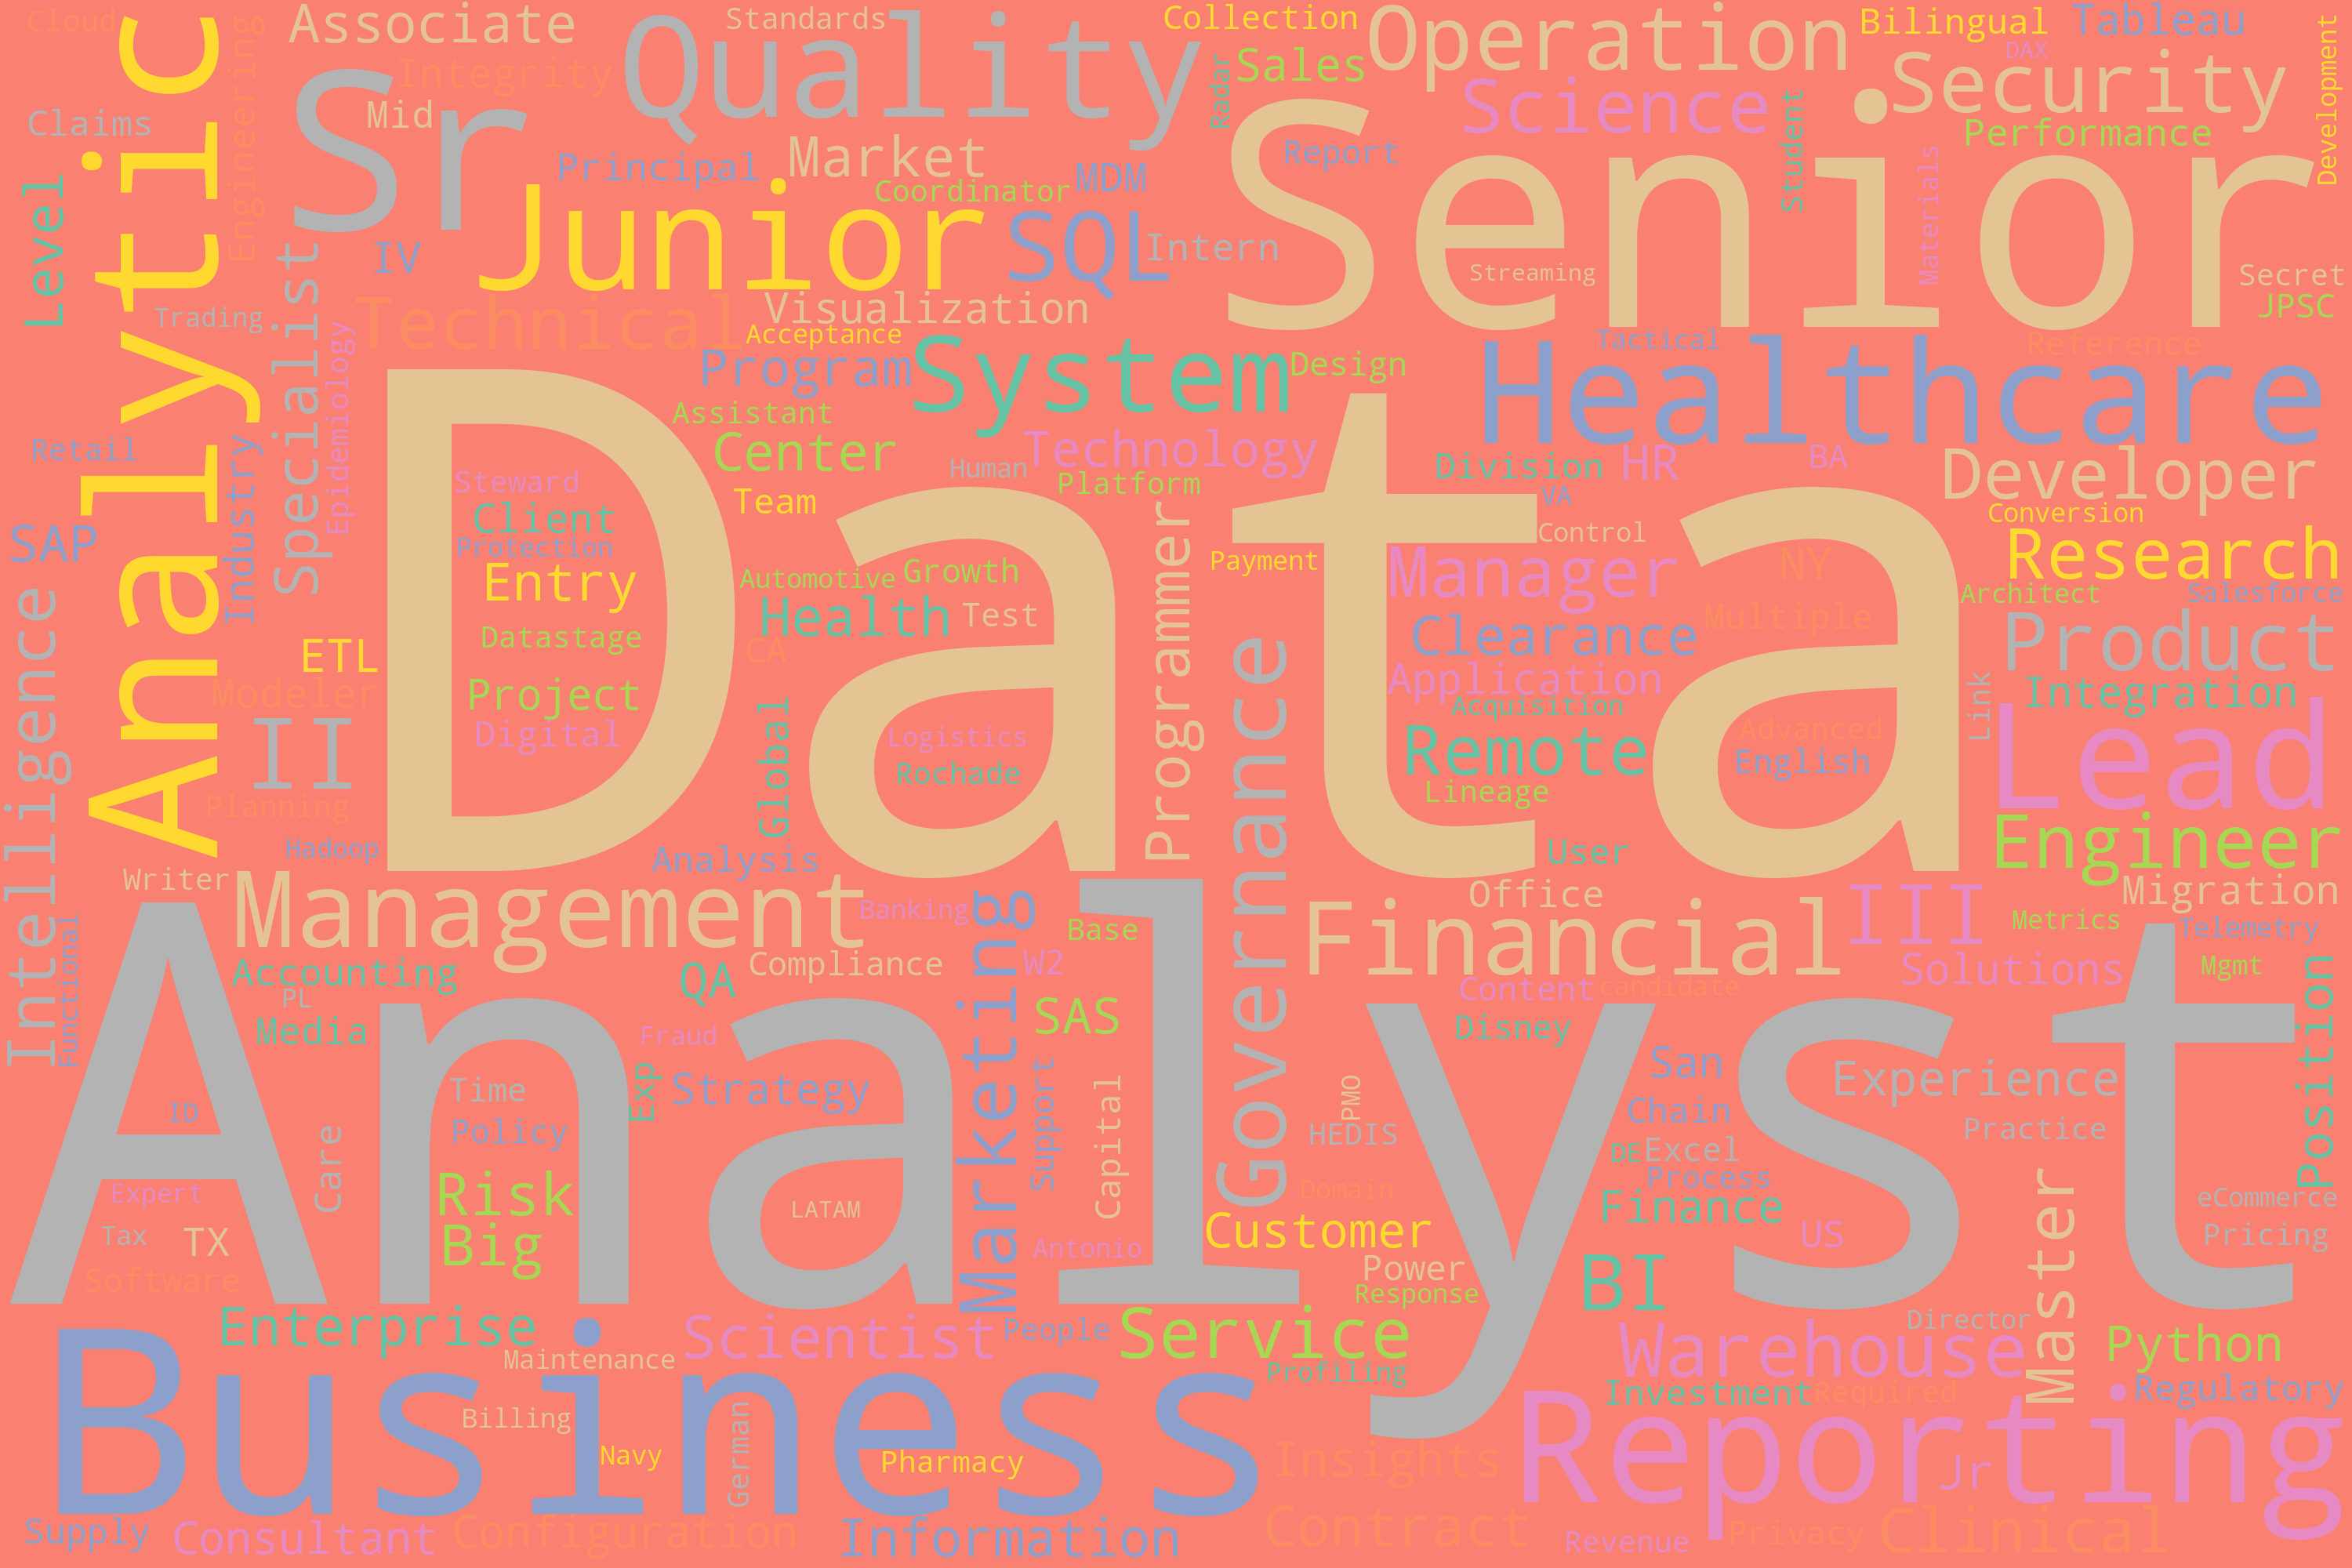 Cloud
Analytic
Engineering
Associate
Integrity
Quality
Standards
Collection
Operation
Bilingual
Tableau
DAX
Development
Claims
Sr
Mid
Radar
Sales
Science
Security
Performance
Student
Level
Principal
Market
Coordinator
MDM
Report
Senior
Materials
Junior
SQL
Intern
IV
Specialist
Streaming
Secret
JPSC
Trading
Technical
Visualization
Acceptance
Epidemiology
Program
System
Design
Tactical
Reference
Healthcare
Retail
Industry
Assistant
Center
Human
Technology
Platform
Division
HR
BA
Developer
Steward
Client
Protection
Team
VA
Control
Conversion
SAP
Data
Entry
Automotive
Growth
Programmer
Payment
Manager
NY
Research
Architect
Salesforce
Intelligence
Health
Test
Clearance
Multiple
Datastage
ETL
CA
Product
Modeler
Project
Application
Integration
Link
Digital
Global
Logistics
Governance
Acquisition
Advanced
II
Rochade
Remote
English
Lead
Planning
Lineage
Hadoop
Analysis
User
Engineer
Writer
Management
Banking
Office
III
Migration
Metrics
Telemetry
Functional
Marketing
Base
Financial
Accounting
QA
Compliance
W2
Solutions
Mgmt
PL
Content
candidate
Position
Media
Fraud
SAS
Disney
Analyst
Time
Exp
Strategy
Support
Capital
PMO
San
Experience
ID
Policy
Chain
HEDIS
Practice
Care
DE
Excel
Process
Expert
Risk
LATAM
Domain
Finance
Master
eCommerce
Tax
TX
Big
Antonio
Customer
US
Pricing
Software
Power
Response
BI
Enterprise
Scientist
People
Service
Director
Warehouse
Python
Business
Maintenance
Profiling
Investment
Required
Regulatory
Billing
German
Reporting
Navy
Pharmacy
Insights
Jr
Supply
Consultant
Configuration
Information
Contract
Revenue
Privacy
Clinical